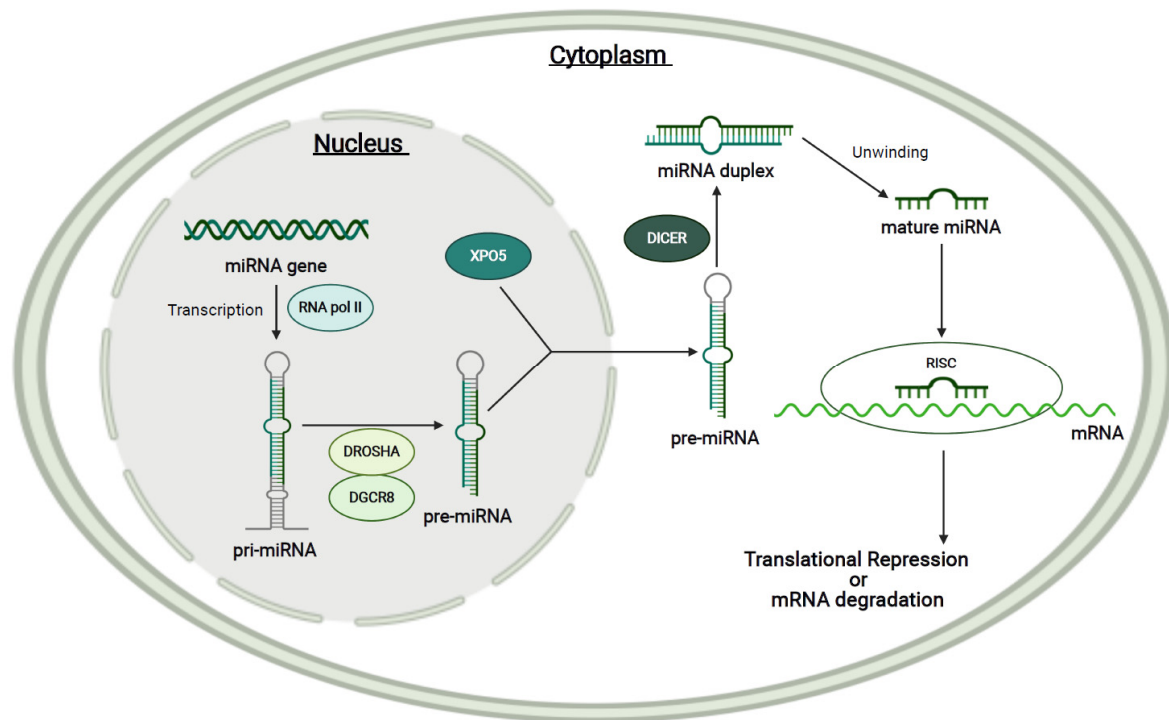 Cytoplasm
Nucleus
miRNA gene
Transcription
RNA pol II
pri-miRNA
DROSHA
DGCR8
pre-miRNA
XPO5
pre-miRNA
DICER
miRNA duplex
Unwinding
mature miRNA
RISC
mRNA
Translational Repression
or
mRNA degradation